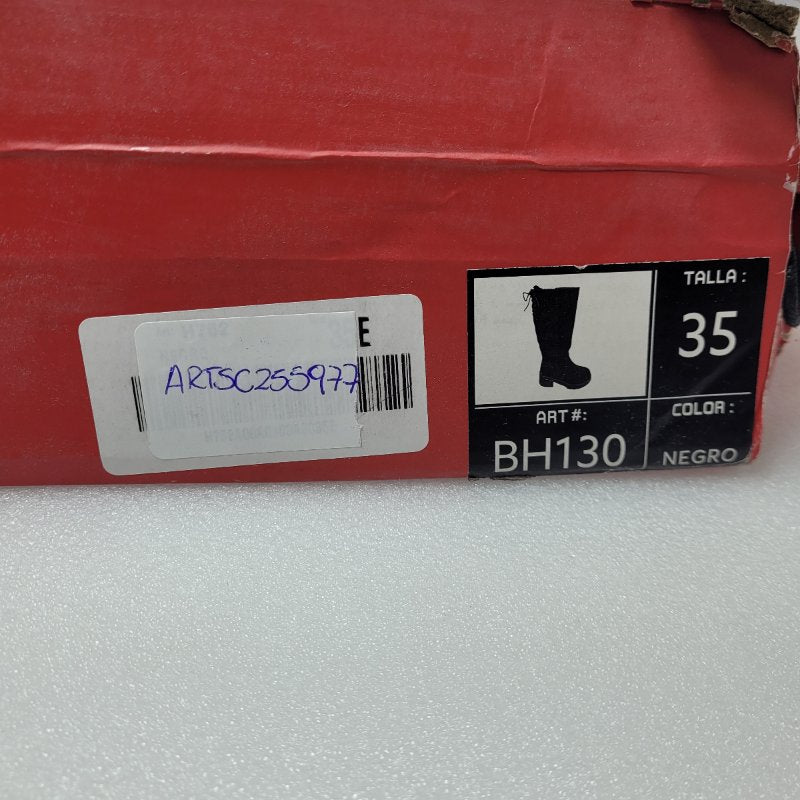 E
ARTSC255977
TALLA:
35
ART#:
BH130
COLOR:
NEGRO